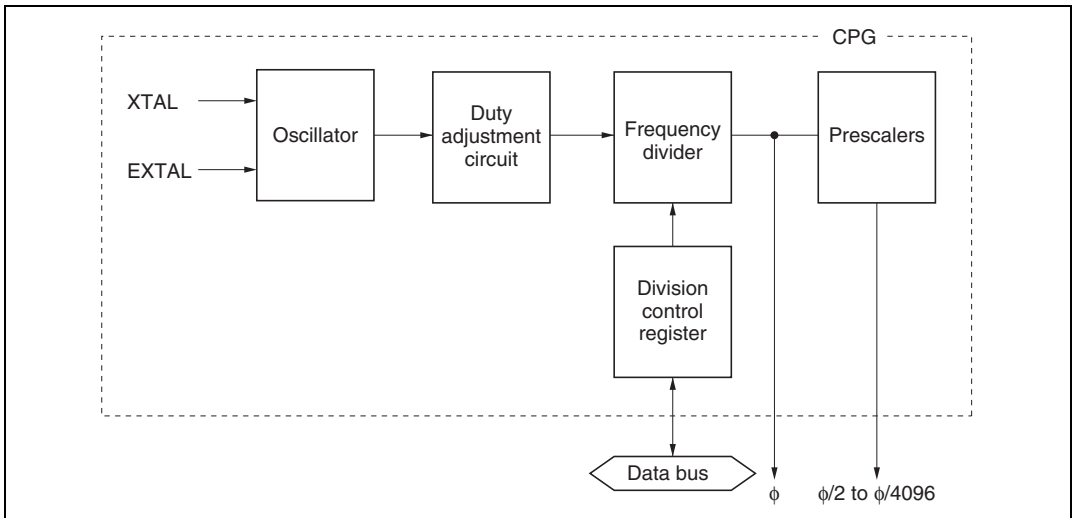 CPG
XTAL
EXTAL
Oscillator
Duty
adjustment
circuit
Frequency
divider
Prescalers
Division
control
register
Data bus
ϕ
ϕ/2 to ϕ/4096